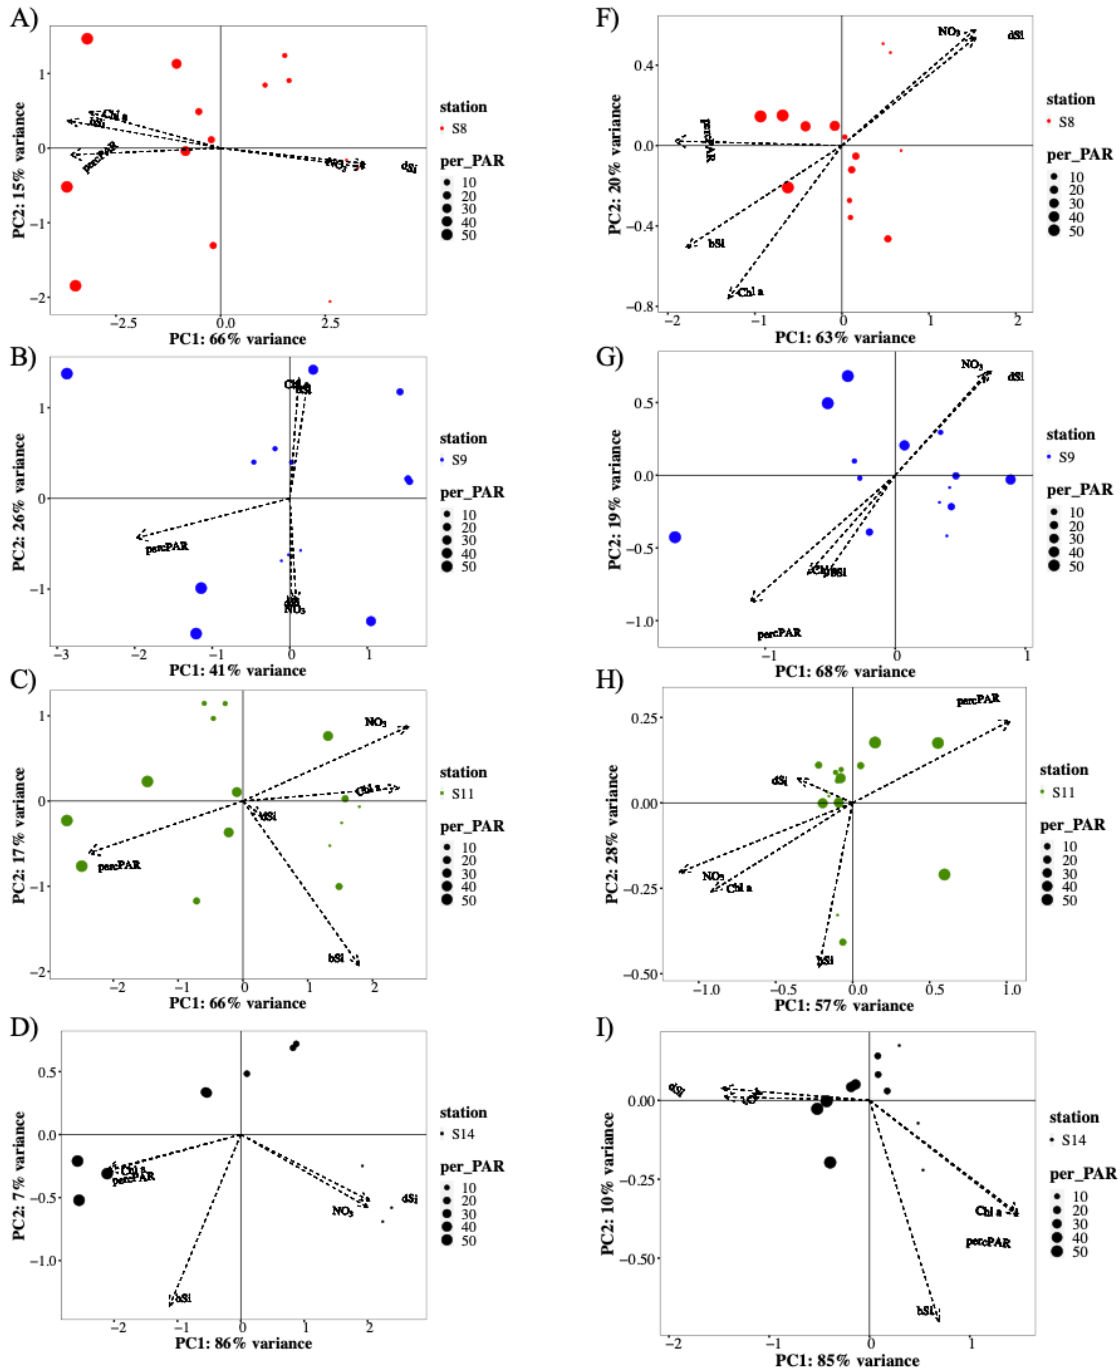 A)
PC2: 15% variance
1
0
−1
−2
−2.5
0.0
2.5
PC1: 66% variance
Chl a
bSi
percPAR
NO3
dSi
station
S8
per_PAR
10
20
30
40
50
F)
PC2: 20% variance
0.4
0.0
−0.4
−0.8
−2
−1
0
1
2
PC1: 63% variance
NO3
dSi
percPAR
bSi
Chl a
station
S8
per_PAR
10
20
30
40
50
B)
PC2: 26% variance
1
0
−1
−3
−2
−1
0
1
PC1: 41% variance
Chl a
bSi
percPAR
NO3
station
S9
per_PAR
10
20
30
40
50
G)
PC2: 19% variance
0.5
0.0
−0.5
−1.0
−1
0
1
PC1: 68% variance
NO3
dSi
Chl a
bSi
percPAR
station
S9
per_PAR
10
20
30
40
50
C)
PC2: 17% variance
1
0
−1
−2
−2
−1
0
1
2
PC1: 66% variance
NO3
Chl a
dSi
percPAR
bSi
station
S11
per_PAR
10
20
30
40
50
H)
PC2: 28% variance
0.25
0.00
−0.25
−0.50
−1.0
−0.5
0.0
0.5
1.0
PC1: 57% variance
percPAR
dSi
NO3
Chl a
bSi
station
S11
per_PAR
10
20
30
40
50
D)
PC2: 7% variance
0.5
0.0
−0.5
−1.0
−2
−1
0
1
2
PC1: 86% variance
Chl a
percPAR
dSi
NO3
bSi
station
S14
per_PAR
10
20
30
40
50
I)
PC2: 10% variance
0.00
−0.25
−0.50
−2
−1
0
1
PC1: 85% variance
dSi
Chl a
percPAR
bSi
station
S14
per_PAR
10
20
30
40
50